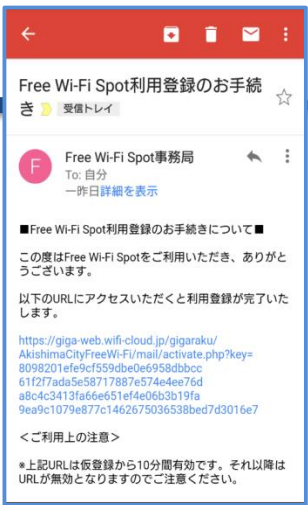 Free Wi-Fi Spot利用登録のお手続
き 受信トレイ
F
Free Wi-Fi Spot事務局
To: 自分
一昨日詳細を表示
■Free Wi-Fi Spot利用登録のお手続きについて■
この度はFree Wi-Fi Spotをご利用いただき、ありがと
うございます。
以下のURLにアクセスいただくと利用登録が完了いた
します。
https://giga-web.wifi-cloud.jp/gigaraku/
AkishimaCityFreeWi-Fi/mail/activate.php?key=
8098201efe9cf559dbe0e6958dbbcc
61f2f7ada5e58717887e574e4ee76d
a8c4c3413fa66e651ef4e06b3b19fa
9ea9c1079e877c1462675036538bed7d3016e7
＜ご利用上の注意＞
*上記URLは仮登録から10分間有効です。それ以降は
URLが無効となりますのでご注意ください。